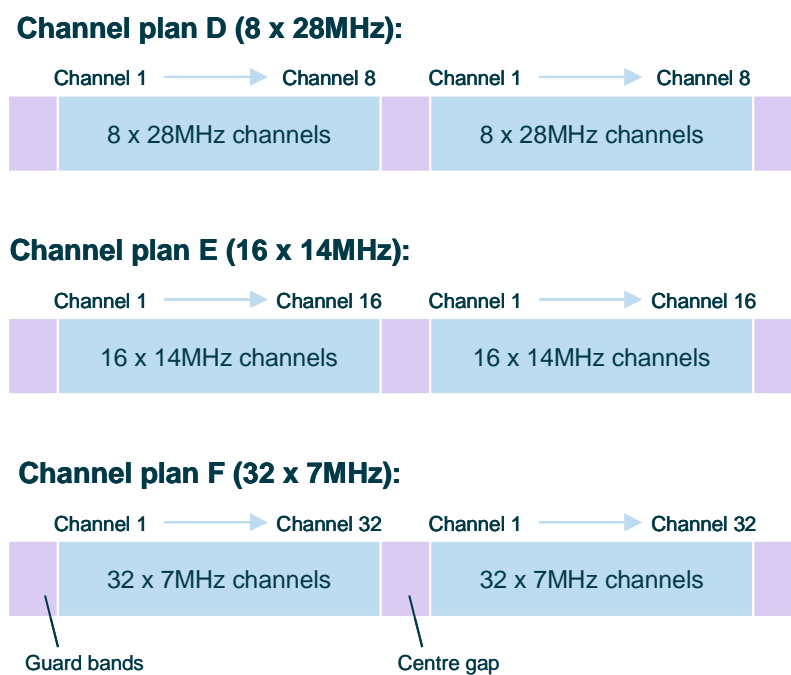 Channel plan D (8 x 28MHz):
Channel 1 Channel 8 Channel 1 Channel 8
8 x 28MHz channels 8 x 28MHz channels
Channel plan E (16 x 14MHz):
Channel 1 Channel 16 Channel 1 Channel 16
16 x 14MHz channels 16 x 14MHz channels
Channel plan F (32 x 7MHz):
Channel 1 Channel 32 Channel 1 Channel 32
32 x 7MHz channels 32 x 7MHz channels
Guard bands Centre gap